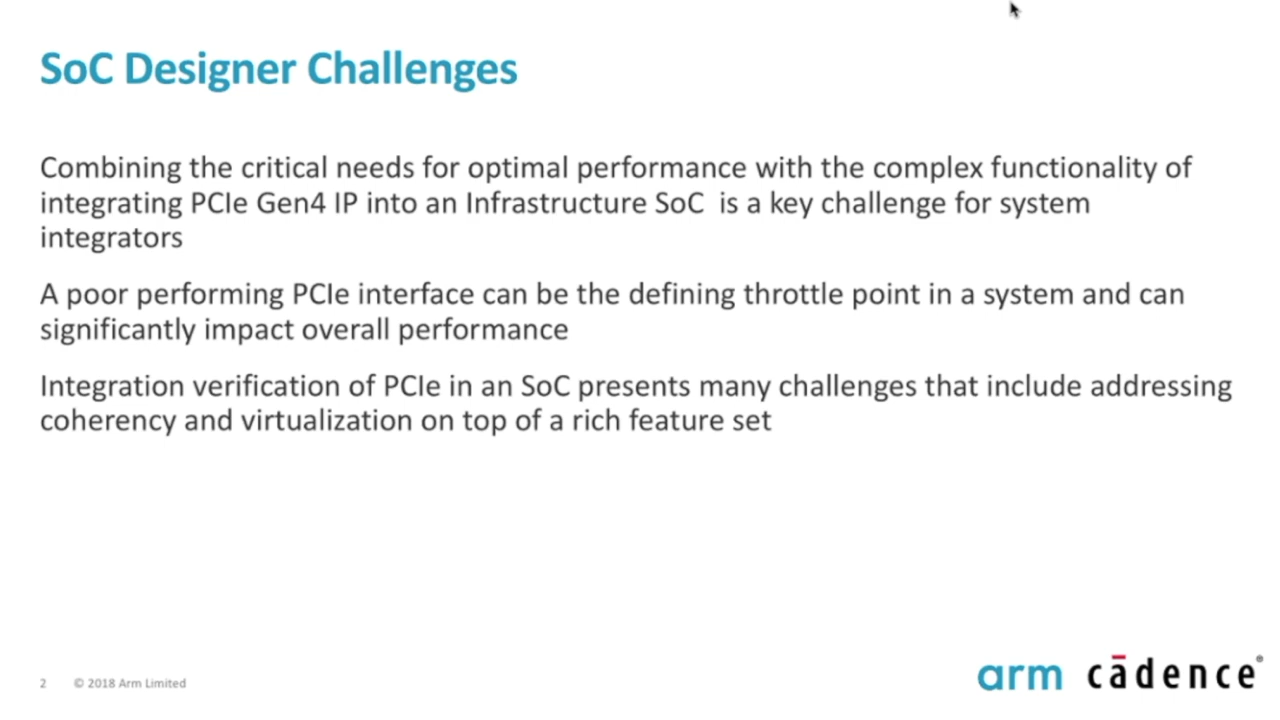 SoC Designer Challenges
Combining the critical needs for optimal performance with the complex functionality of
integrating PCIe Gen4 IP into an Infrastructure SoC  is a key challenge for system
integrators
A poor performing PCIe interface can be the defining throttle point in a system and can
significantly impact overall performance
Integration verification of PCIe in an SoC presents many challenges that include addressing
coherency and virtualization on top of a rich feature set
2 © 2018 Arm Limited
arm cādence®